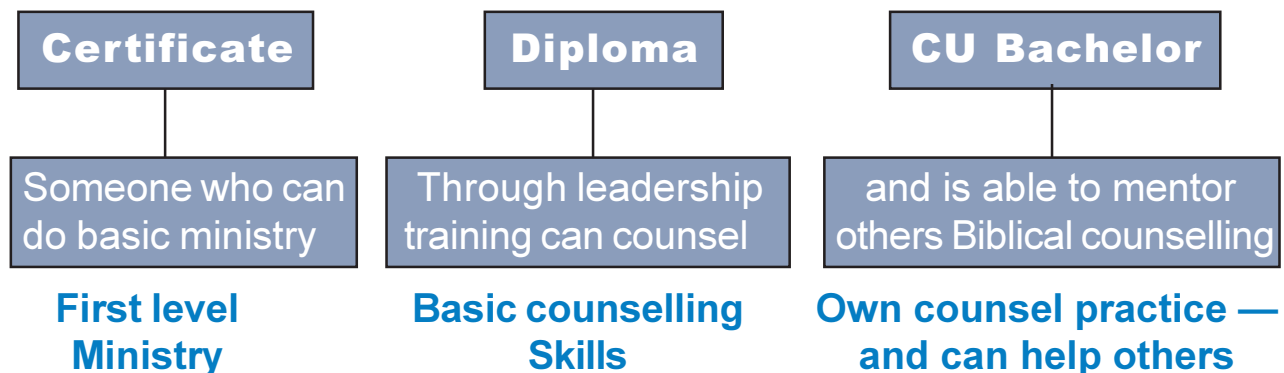 Certificate
Someone who can
do basic ministry
First level
Ministry
Diploma
Through leadership
training can counsel
Basic counselling
Skills
CU Bachelor
and is able to mentor
others Biblical counselling
Own counsel practice —
and can help others